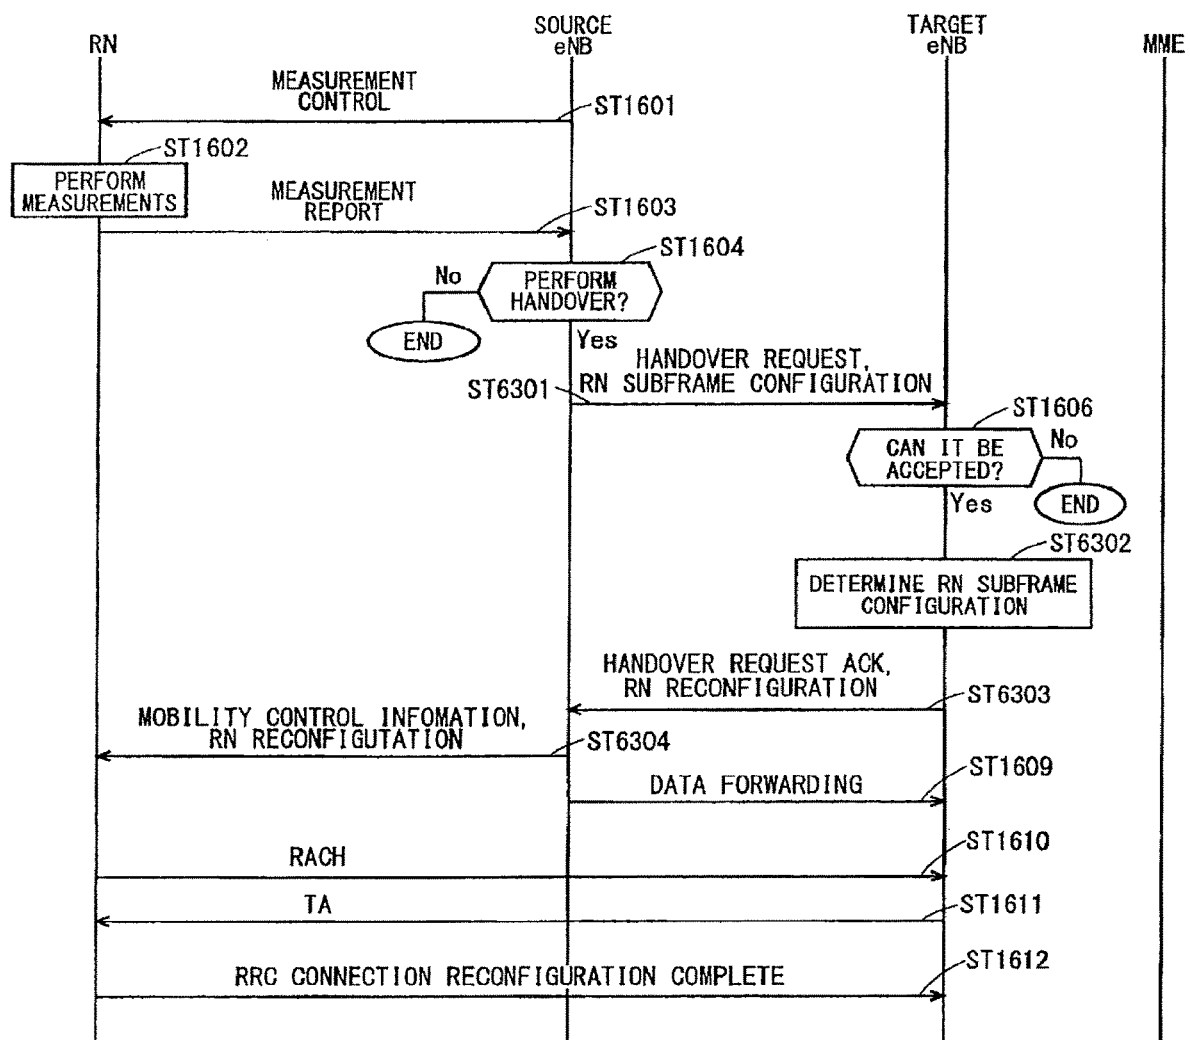 RN
SOURCE
eNB
TARGET
eNB
MME
MEASUREMENT
CONTROL
ST1601
ST1602
PERFORM
MEASUREMENTS
MEASUREMENT
REPORT
ST1603
ST1604
No
PERFORM
HANDOVER?
END
Yes
HANDOVER REQUEST,
RN SUBFRAME CONFIGURATION
ST6301
ST1606
CAN IT BE
ACCEPTED?
No
Yes
END
ST6302
DETERMINE RN SUBFRAME
CONFIGURATION
HANDOVER REQUEST ACK,
RN RECONFIGURATION
ST6303
MOBILITY CONTROL INFOMATION,
RN RECONFIGUTATION
ST6304
DATA FORWARDING
ST1609
RACH
ST1610
TA
ST1611
RRC CONNECTION RECONFIGURATION COMPLETE
ST1612